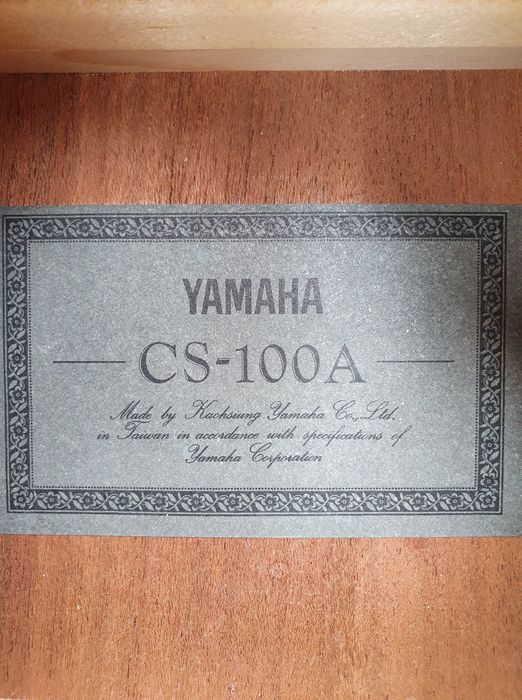 YAMAHA
CS-100A
Made by Kaohsiung Yamaha Co., Ltd.
in Taiwan in accordance with specifications of
Yamaha Corporation